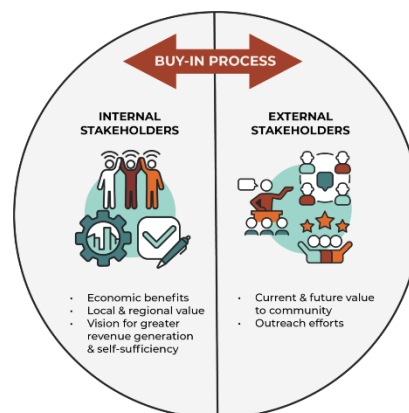 BUY-IN PROCESS
INTERNAL
STAKEHOLDERS
• Economic benefits
• Local & regional value
• Vision for greater
revenue generation
& self-sufficiency
EXTERNAL
STAKEHOLDERS
• Current & future value
to community
• Outreach efforts